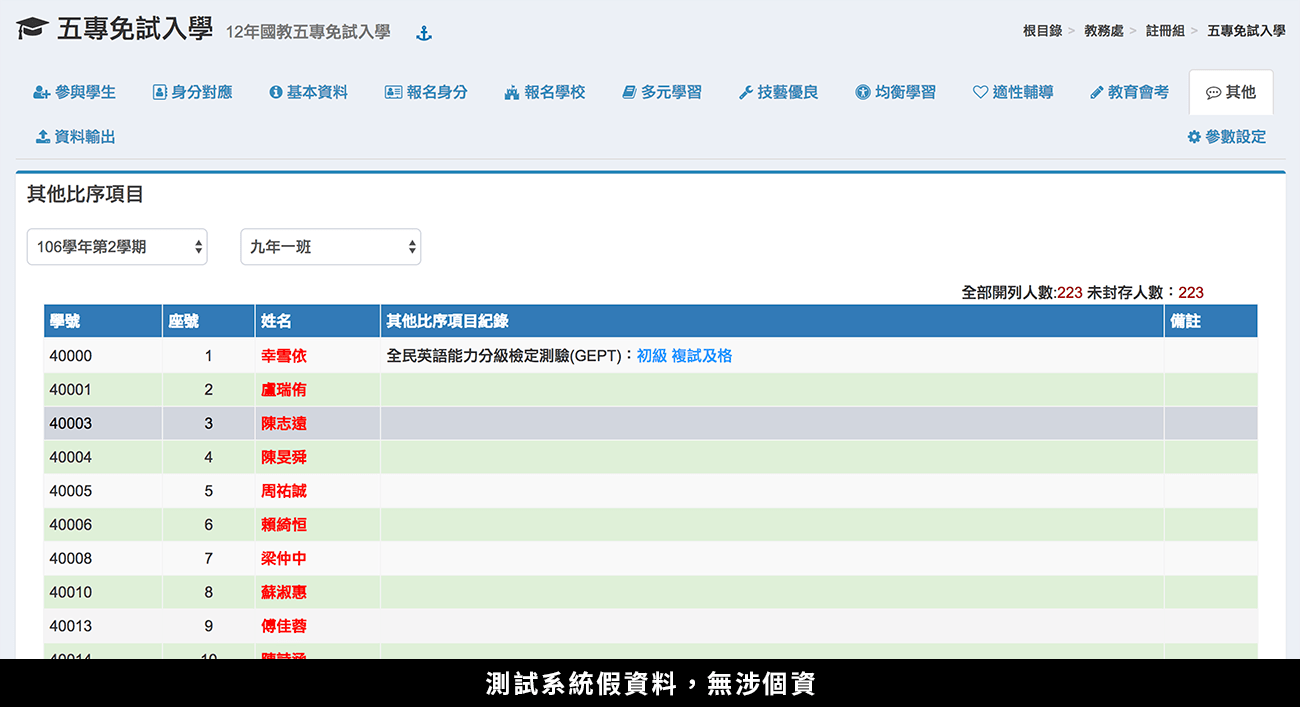 五專免試入學 12年國教五專免試入學
根目錄 > 教務處 > 註冊組 > 五專免試入學
參與學生 身分對應 基本資料 報名身分 報名學校 多元學習 技藝優良 均衡學習 適性輔導 教育會考 其他
資料輸出 參數設定
其他比序項目
106學年第2學期 九年一班
全部開列人數:223 未封存人數：223
學號 座號 姓名 其他比序項目紀錄 備註
40000 1 幸雪依 全民英語能力分級檢定測驗(GEPT)：初級 複試及格
40001 2 盧瑞侑
40003 3 陳志遠
40004 4 陳旻舜
40005 5 周祐誠
40006 6 賴綺恒
40008 7 梁仲中
40010 8 蘇淑惠
40013 9 傅佳蓉
40014 10 陳詩涵
測試系統假資料，無涉個資